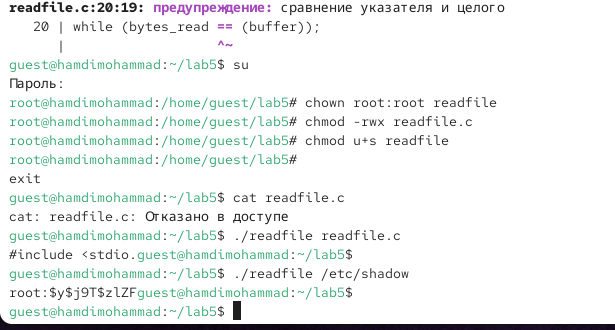 readfile.c:20:19: предупреждение: сравнение указателя и целого
   20 | while (bytes_read == (buffer));
      |                   ^~
guest@hamdimohammad:~/lab5$ su
Пароль:
root@hamdimohammad:/home/guest/lab5# chown root:root readfile
root@hamdimohammad:/home/guest/lab5# chmod -rwx readfile.c
root@hamdimohammad:/home/guest/lab5# chmod u+s readfile
root@hamdimohammad:/home/guest/lab5#
exit
guest@hamdimohammad:~/lab5$ cat readfile.c
cat: readfile.c: Отказано в доступе
guest@hamdimohammad:~/lab5$ ./readfile readfile.c
#include <stdio.guest@hamdimohammad:~/lab5$
guest@hamdimohammad:~/lab5$ ./readfile /etc/shadow
root:$y$j9T$zlZFguest@hamdimohammad:~/lab5$
guest@hamdimohammad:~/lab5$